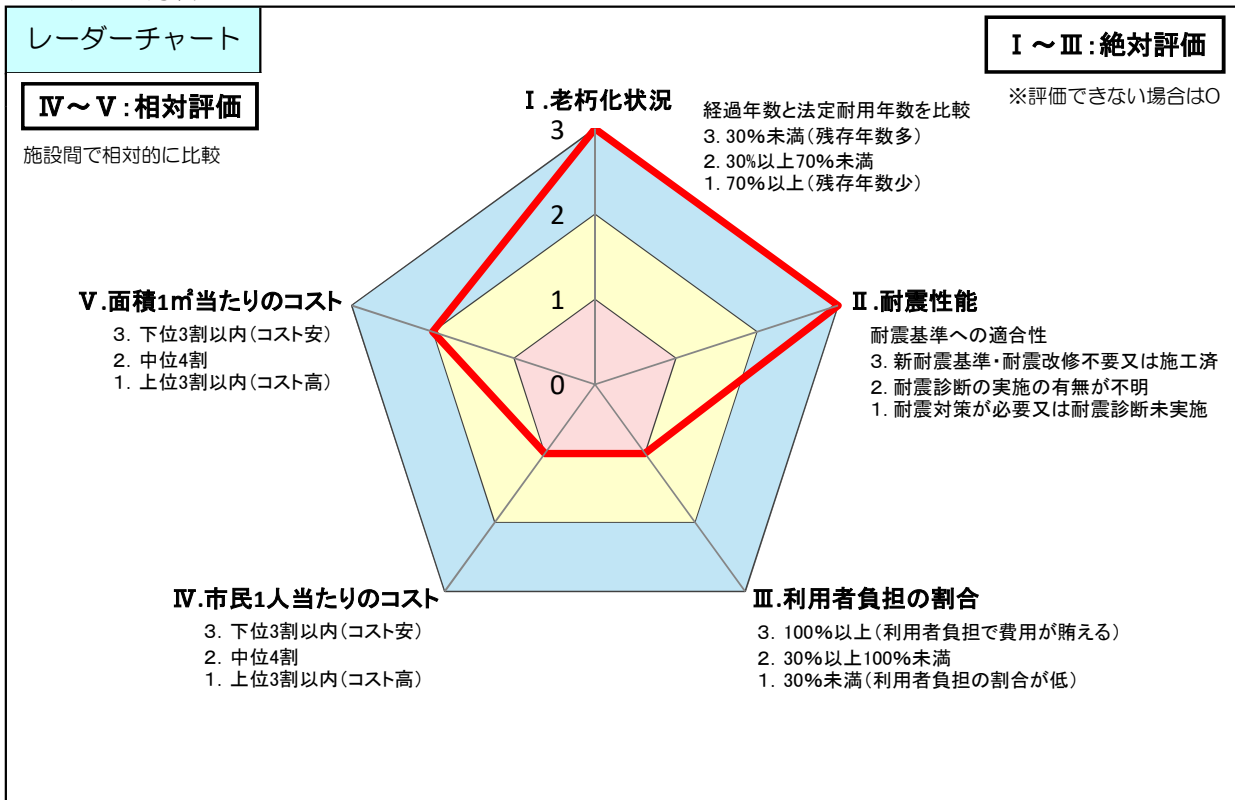 レーダーチャート
Ⅰ～Ⅲ:絶対評価
※評価できない場合は0
Ⅳ～Ⅴ:相対評価
施設間で相対的に比較
Ⅰ.老朽化状況
経過年数と法定耐用年数を比較
3. 30%未満(残存年数多)
2. 30%以上70%未満
1. 70%以上(残存年数少)
3
2
1
0
Ⅴ.面積1㎡当たりのコスト
3. 下位3割以内(コスト安)
2. 中位4割
1. 上位3割以内(コスト高)
Ⅱ.耐震性能
耐震基準への適合性
3. 新耐震基準・耐震改修不要又は施工済
2. 耐震診断の実施の有無が不明
1. 耐震対策が必要又は耐震診断未実施
Ⅳ.市民1人当たりのコスト
3. 下位3割以内(コスト安)
2. 中位4割
1. 上位3割以内(コスト高)
Ⅲ.利用者負担の割合
3. 100%以上(利用者負担で費用が賄える)
2. 30%以上100%未満
1. 30%未満(利用者負担の割合が低)